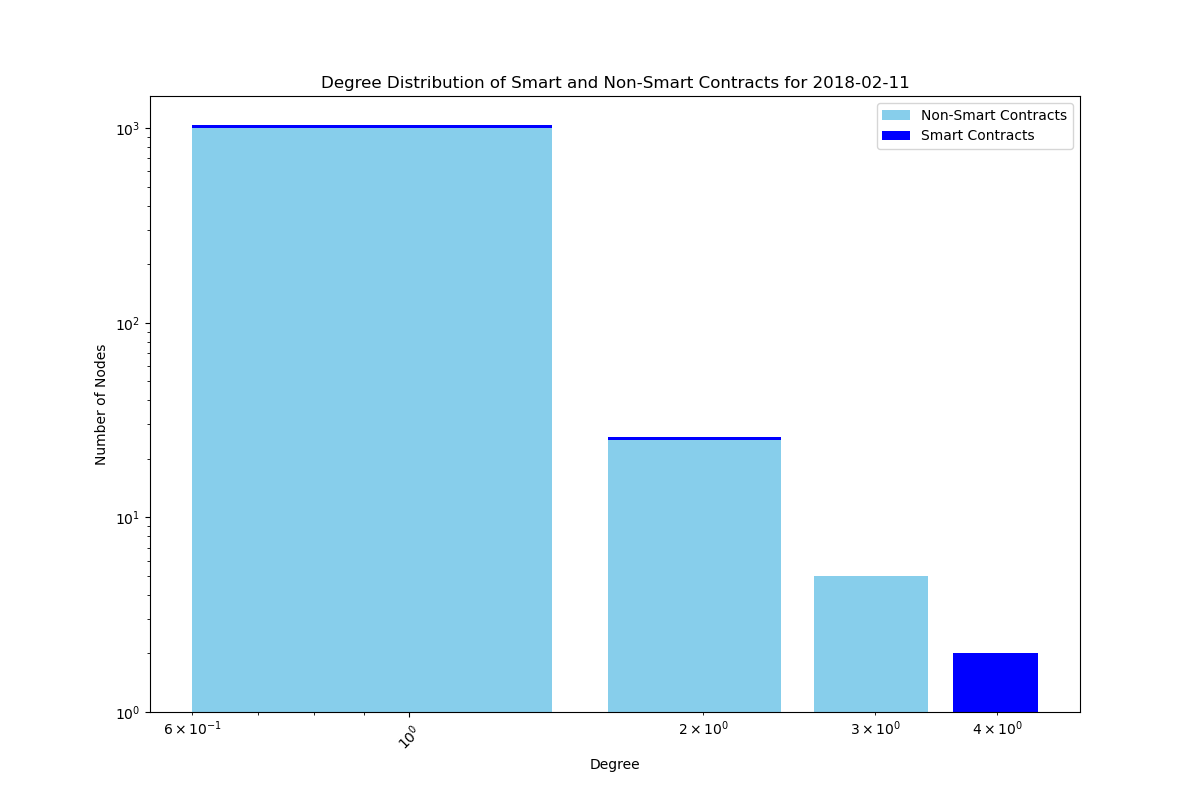 Degree Distribution of Smart and Non-Smart Contracts for 2018-02-11
Non-Smart Contracts
Smart Contracts
Number of Nodes
10³
10²
10¹
10⁰
6 × 10⁻¹
10⁰
2 × 10⁰
3 × 10⁰
4 × 10⁰
Degree